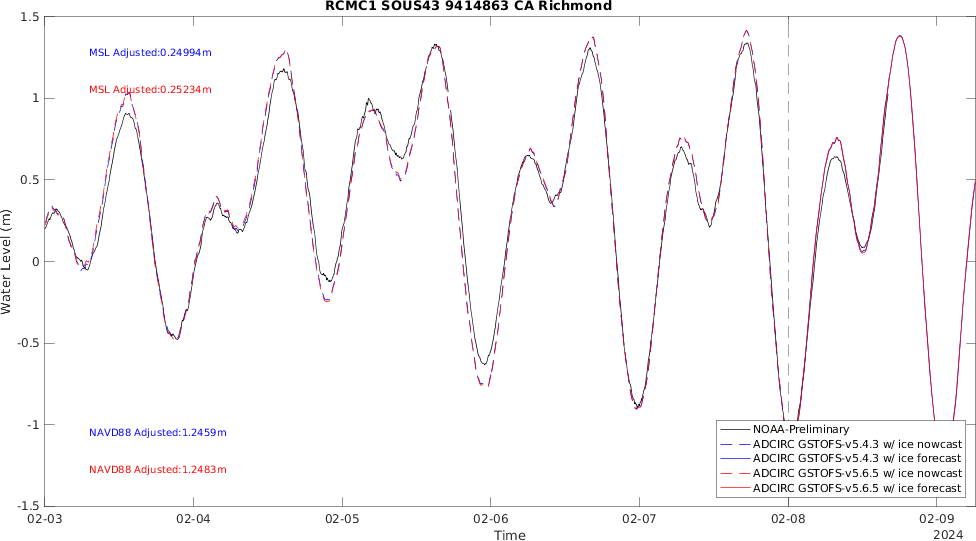 RCMC1 SOUS43 9414863 CA Richmond
1.5
MSL Adjusted:0.24994m
1
MSL Adjusted:0.25234m
0.5
Water Level (m)
0
-0.5
-1
NAVD88 Adjusted:1.2459m
NAVD88 Adjusted:1.2483m
NOAA-Preliminary
ADCIRC GSTOFS-v5.4.3 w/ ice nowcast
ADCIRC GSTOFS-v5.4.3 w/ ice forecast
ADCIRC GSTOFS-v5.6.5 w/ ice nowcast
ADCIRC GSTOFS-v5.6.5 w/ ice forecast
-1.5
02-03 02-04 02-05 02-06 02-07 02-08 02-09
Time
2024